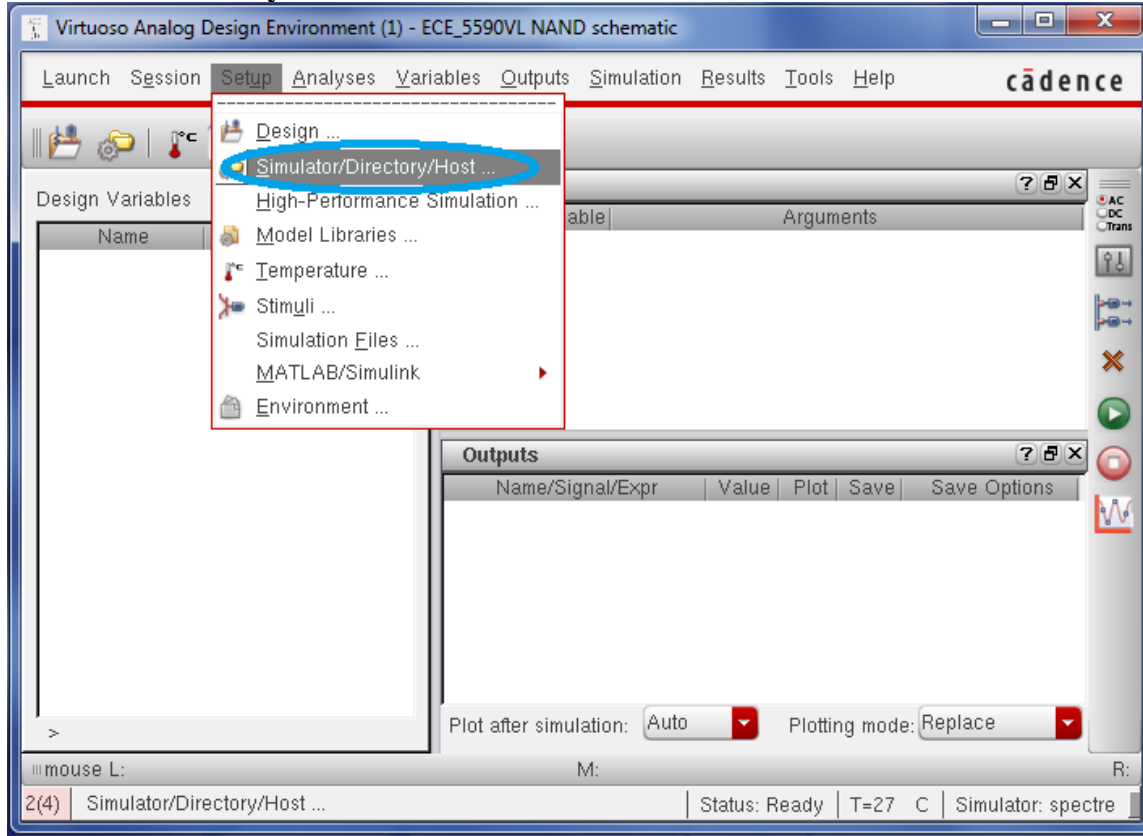 Virtuoso Analog Design Environment (1) - ECE_5590VL NAND schematic
Launch Session Setup Analyses Variables Outputs Simulation Results Tools Help cādence
Design ...
Simulator/Directory/Host ...
High-Performance Simulation ...
Model Libraries ...
Temperature ...
Stimuli ...
Simulation Files ...
MATLAB/Simulink
Environment ...
°C
Design Variables
Name
able Arguments
AC
DC
Trans
Outputs
Name/Signal/Expr Value Plot Save Save Options
Plot after simulation: Auto Plotting mode: Replace
>
mouse L: M: R:
2(4) Simulator/Directory/Host ... Status: Ready T=27 C Simulator: spectre